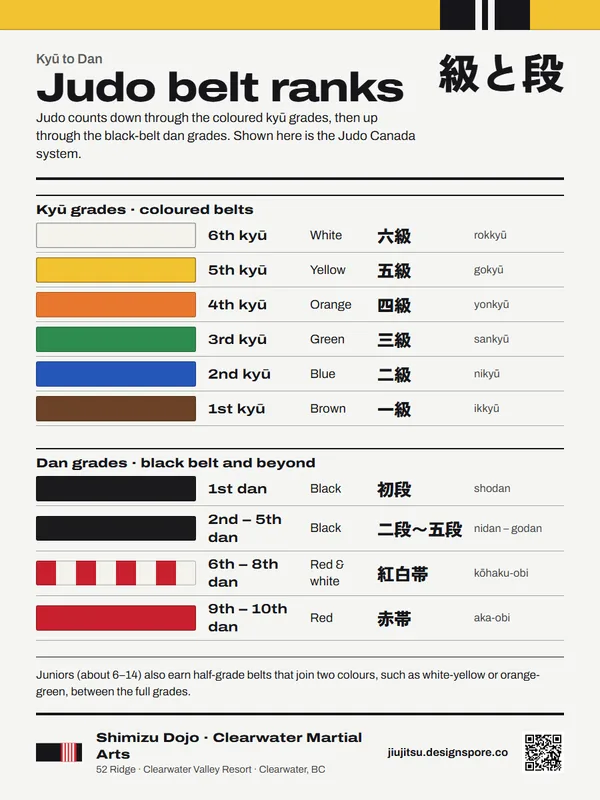 Kyū to Dan
Judo belt ranks
級と段
Judo counts down through the coloured kyū grades, then up
through the black-belt dan grades. Shown here is the Judo Canada
system.
Kyū grades · coloured belts
6th kyū White 六級 rokkyū
5th kyū Yellow 五級 gokyū
4th kyū Orange 四級 yonkyū
3rd kyū Green 三級 sankyū
2nd kyū Blue 二級 nikyū
1st kyū Brown 一級 ikkyū
Dan grades · black belt and beyond
1st dan Black 初段 shodan
2nd – 5th
dan Black 二段〜五段 nidan – godan
6th – 8th
dan Red &
white 紅白帯 kōhaku-obi
9th – 10th
dan Red 赤帯 aka-obi
Juniors (about 6–14) also earn half-grade belts that join two colours, such as white-yellow or orange-
green, between the full grades.
Shimizu Dojo · Clearwater Martial
Arts
52 Ridge · Clearwater Valley Resort · Clearwater, BC
jiujitsu.designspore.co